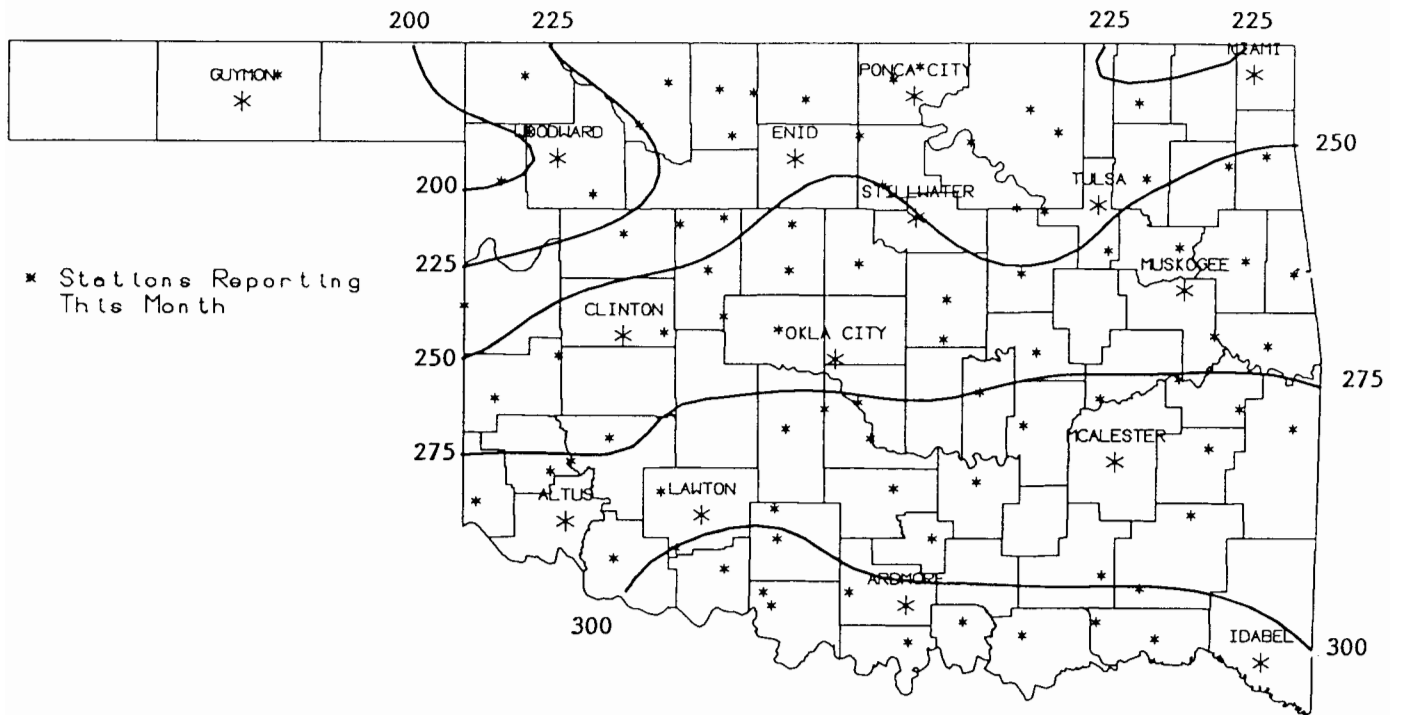 200 225 225 225
GUYMON
PONCA CITY
NIAMI
WOODWARD
ENID
250
200
STILLWATER
TULSA
225
* Stations Reporting
This Month
MUSKOGEE
CLINTON
OKLA CITY
250
275
MCALESTER
275
ALTUS
LAWTON
ARDMORE
300
IDABEL
300